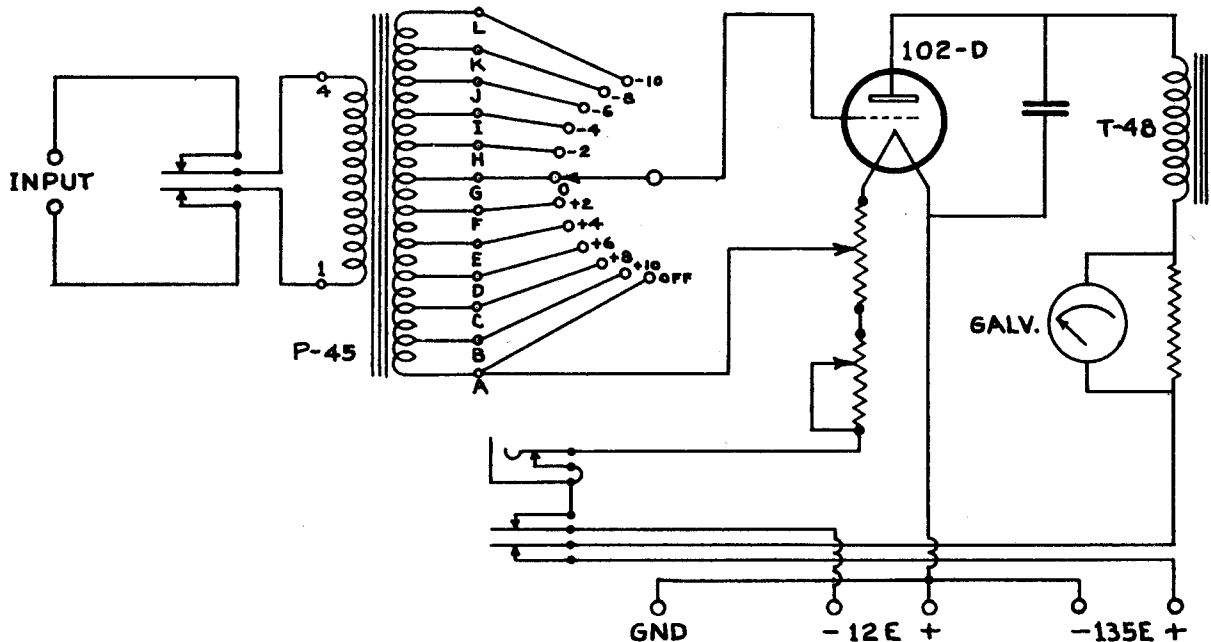 L
K
J
I
H
G
F
E
D
C
B
A
-10
-8
-6
-4
-2
0
+2
+4
+6
+8
+10
OFF
4
1
INPUT
P-45
102-D
T-48
GALV.
GND
-12E +
-135E +